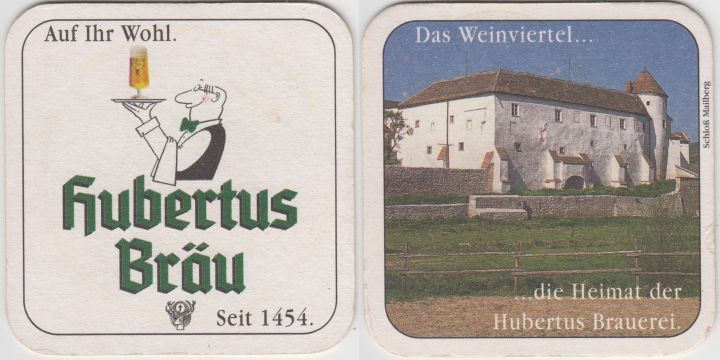 Auf Ihr Wohl.
Hubertus
Bräu
Seit 1454.
Das Weinviertel...
Schloß Mailberg
...die Heimat der
Hubertus Brauerei.